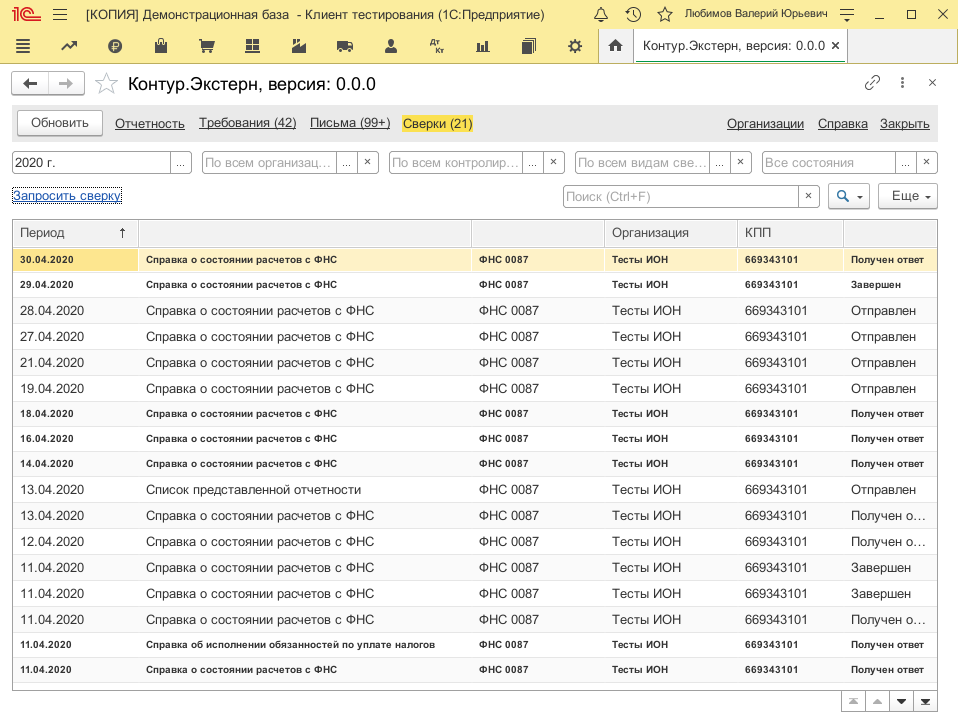 1С [КОПИЯ] Демонстрационная база - Клиент тестирования (1С:Предприятие) Любимов Валерий Юрьевич
Дт Кт Контур.Экстерн, версия: 0.0.0 ×
Контур.Экстерн, версия: 0.0.0
Обновить Отчетность Требования (42) Письма (99+) Сверки (21) Организации Справка Закрыть
2020 г. ... По всем организац... ... × По всем контролир... ... × По всем видам све... ... × Все состояния ... ×
Запросить сверку Поиск (Ctrl+F) × Еще
Период ↑ Организация КПП
30.04.2020 Справка о состоянии расчетов с ФНС ФНС 0087 Тесты ИОН 669343101 Получен ответ
29.04.2020 Справка о состоянии расчетов с ФНС ФНС 0087 Тесты ИОН 669343101 Завершен
28.04.2020 Справка о состоянии расчетов с ФНС ФНС 0087 Тесты ИОН 669343101 Отправлен
27.04.2020 Справка о состоянии расчетов с ФНС ФНС 0087 Тесты ИОН 669343101 Отправлен
21.04.2020 Справка о состоянии расчетов с ФНС ФНС 0087 Тесты ИОН 669343101 Отправлен
19.04.2020 Справка о состоянии расчетов с ФНС ФНС 0087 Тесты ИОН 669343101 Отправлен
18.04.2020 Справка о состоянии расчетов с ФНС ФНС 0087 Тесты ИОН 669343101 Получен ответ
16.04.2020 Справка о состоянии расчетов с ФНС ФНС 0087 Тесты ИОН 669343101 Получен ответ
14.04.2020 Справка о состоянии расчетов с ФНС ФНС 0087 Тесты ИОН 669343101 Получен ответ
13.04.2020 Список представленной отчетности ФНС 0087 Тесты ИОН 669343101 Отправлен
13.04.2020 Справка о состоянии расчетов с ФНС ФНС 0087 Тесты ИОН 669343101 Получен о...
12.04.2020 Справка о состоянии расчетов с ФНС ФНС 0087 Тесты ИОН 669343101 Получен о...
11.04.2020 Справка о состоянии расчетов с ФНС ФНС 0087 Тесты ИОН 669343101 Завершен
11.04.2020 Справка о состоянии расчетов с ФНС ФНС 0087 Тесты ИОН 669343101 Завершен
11.04.2020 Справка о состоянии расчетов с ФНС ФНС 0087 Тесты ИОН 669343101 Получен о...
11.04.2020 Справка об исполнении обязанностей по уплате налогов ФНС 0087 Тесты ИОН 669343101 Получен ответ
11.04.2020 Справка о состоянии расчетов с ФНС ФНС 0087 Тесты ИОН 669343101 Получен ответ